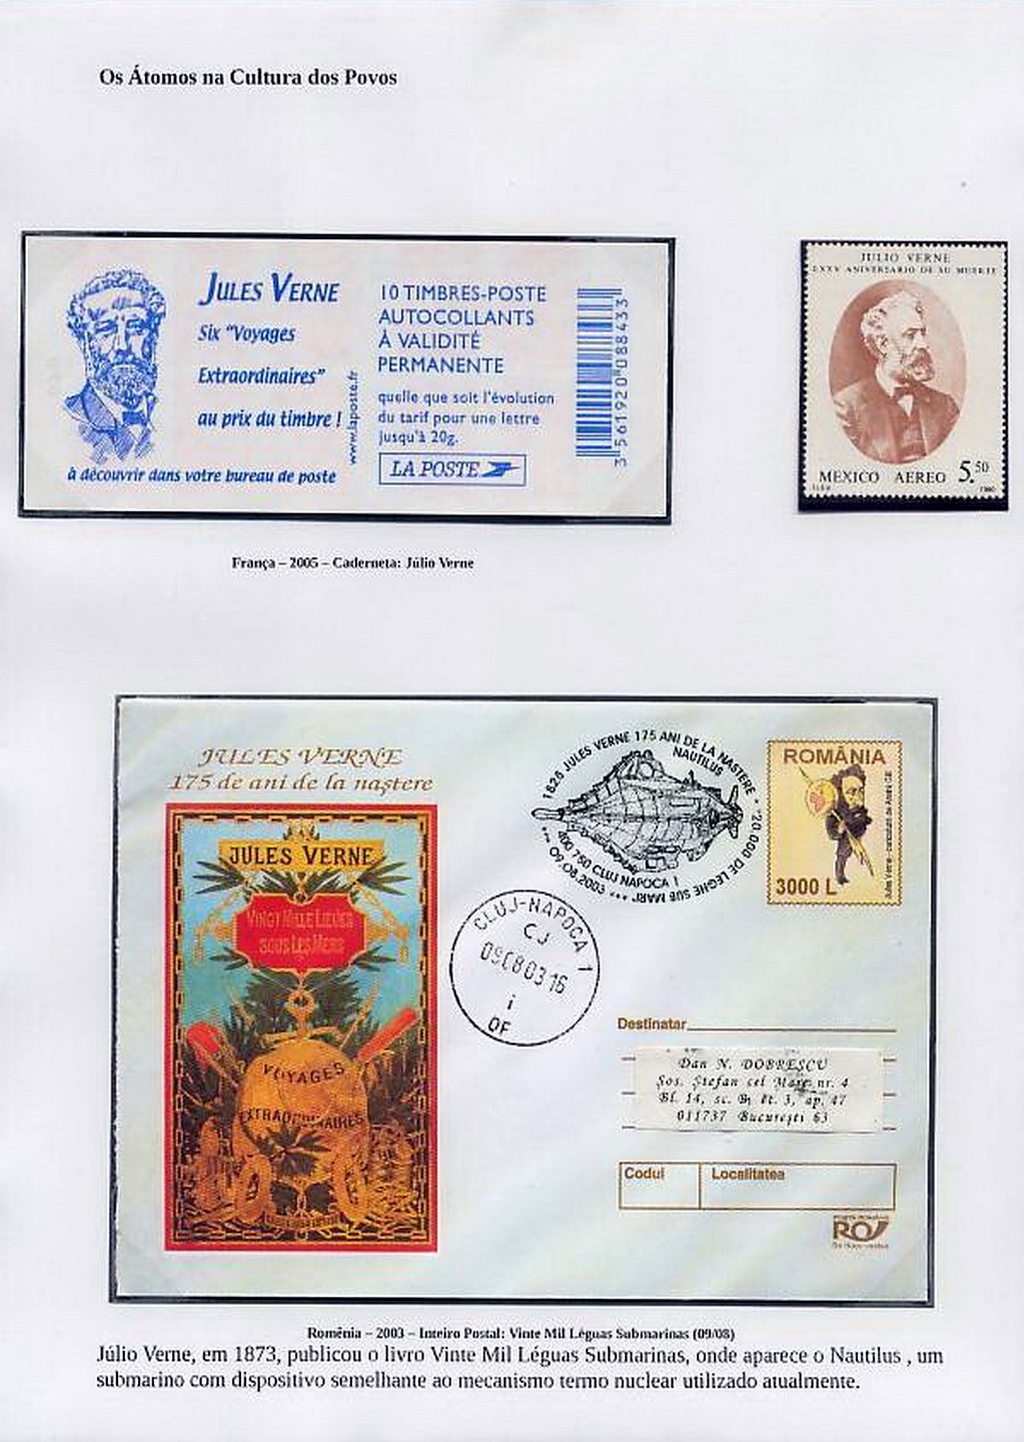 Os Átomos na Cultura dos Povos
JULES VERNE
Six "Voyages
Extraordinaires"
au prix du timbre !
à découvrir dans votre bureau de poste
www.laposte.fr
10 TIMBRES-POSTE
AUTOCOLLANTS
À VALIDITÉ
PERMANENTE
quelle que soit l'évolution
du tarif pour une lettre
jusqu'à 20g.
LA POSTE
3 561920 088433
JULIO VERNE
LXXV ANIVERSARIO DE SU MUERTE
MEXICO AEREO 5.50
1980
França – 2005 – Caderneta: Júlio Verne
JULES VERNE
175 de ani de la naştere
JULES VERNE
VINGT MILLE LIEUES
SOUS LES MERS
VOYAGES
EXTRAORDINAIRES
1828 JULES VERNE 175 ANI DE LA NASTERE * "20.000 DE LEGHE SUB MARI" ***
NAUTILUS
400 750 CLUJ NAPOCA 1
*** 09.08.2003
ROMÂNIA
3000 L
CLUJ-NAPOCA 1
CJ
09080316
i
OF
Destinatar
Dan N. DOBRESCU
Şos. Ştefan cel Mare nr. 4
Bl. 14, sc. B, et. 3, ap. 47
011737 Bucureşti 63
Codul Localitatea
Romênia – 2003 – Inteiro Postal: Vinte Mil Léguas Submarinas (09/08)
Júlio Verne, em 1873, publicou o livro Vinte Mil Léguas Submarinas, onde aparece o Nautilus , um
submarino com dispositivo semelhante ao mecanismo termo nuclear utilizado atualmente.